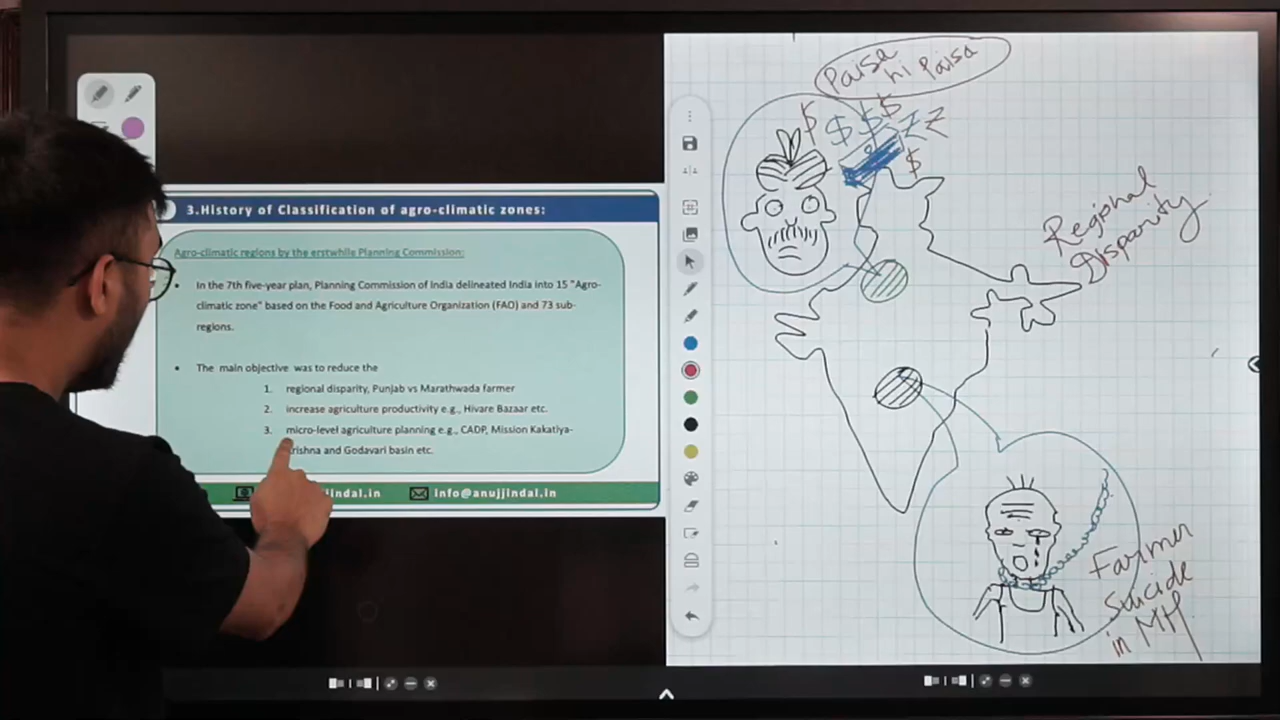 3.History of Classification of agro-climatic zones:
Agro-climatic regions by the erstwhile Planning Commission:
• In the 7th five-year plan, Planning Commission of India delineated India into 15 "Agro-
climatic zone" based on the Food and Agriculture Organization (FAO) and 73 sub-
regions.
• The main objective was to reduce the
1. regional disparity, Punjab vs Marathwada farmer
2. increase agriculture productivity e.g., Hivare Bazaar etc.
3. micro-level agriculture planning e.g., CADP, Mission Kakatiya-
rishna and Godavari basin etc.
jindal.in info@anujjindal.in
Paisa
hi Paisa
$ $ $ $
$
Regional
Disparity
Farmer
Suicide
in MH